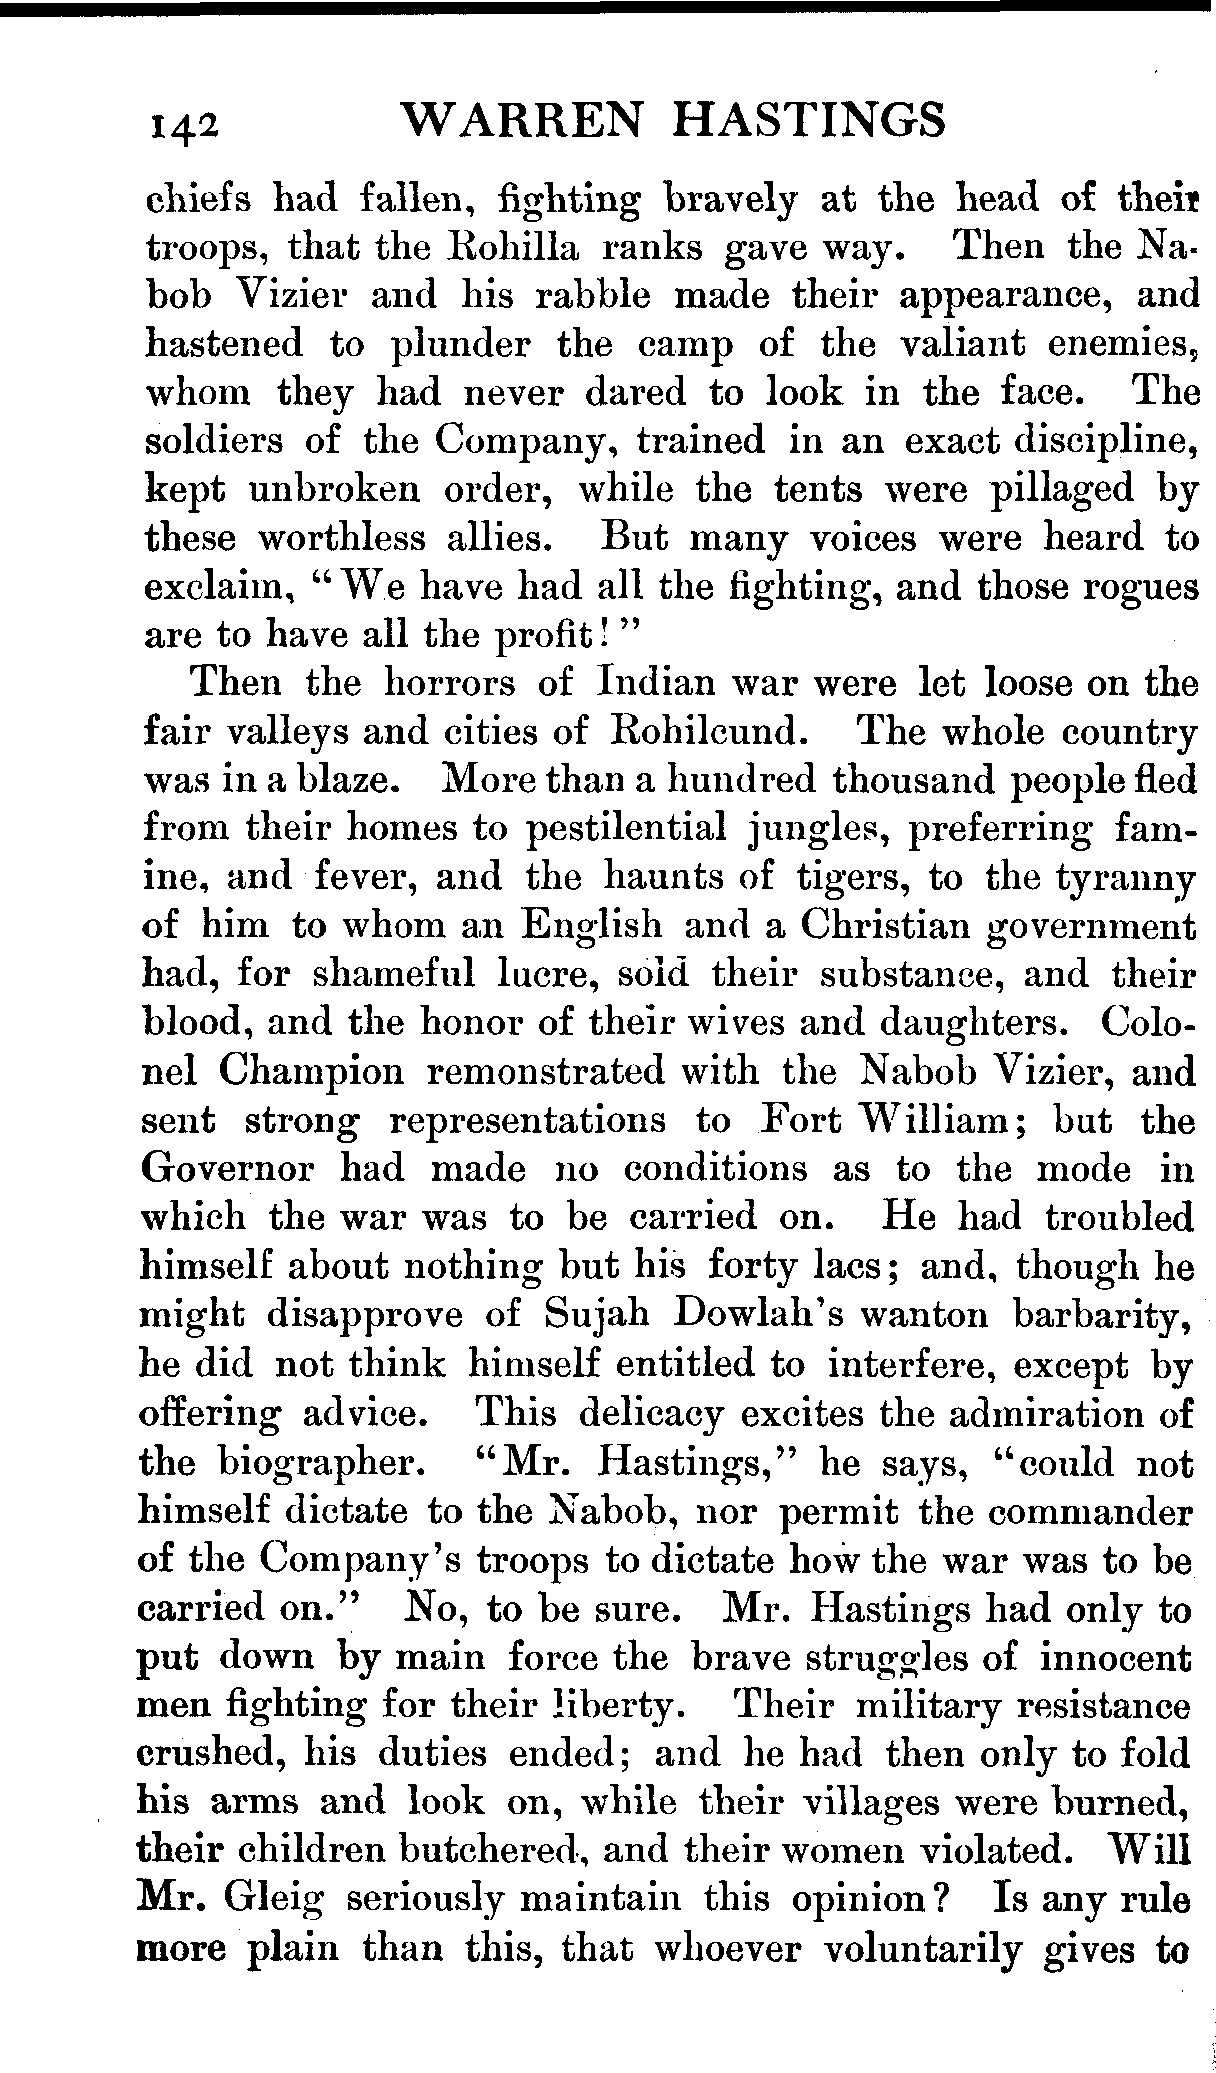 142 WARREN HASTINGS
chiefs had fallen, fighting bravely at the head of their
troops, that the Rohilla ranks gave way. Then the Na-
bob Vizier and his rabble made their appearance, and
hastened to plunder the camp of the valiant enemies,
whom they had never dared to look in the face. The
soldiers of the Company, trained in an exact discipline,
kept unbroken order, while the tents were pillaged by
these worthless allies. But many voices were heard to
exclaim, "We have had all the fighting, and those rogues
are to have all the profit!"
Then the horrors of Indian war were let loose on the
fair valleys and cities of Rohilcund. The whole country
was in a blaze. More than a hundred thousand people fled
from their homes to pestilential jungles, preferring fam-
ine, and fever, and the haunts of tigers, to the tyranny
of him to whom an English and a Christian government
had, for shameful lucre, sold their substance, and their
blood, and the honor of their wives and daughters. Colo-
nel Champion remonstrated with the Nabob Vizier, and
sent strong representations to Fort William; but the
Governor had made no conditions as to the mode in
which the war was to be carried on. He had troubled
himself about nothing but his forty lacs; and, though he
might disapprove of Sujah Dowlah's wanton barbarity,
he did not think himself entitled to interfere, except by
offering advice. This delicacy excites the admiration of
the biographer. "Mr. Hastings," he says, "could not
himself dictate to the Nabob, nor permit the commander
of the Company's troops to dictate how the war was to be
carried on." No, to be sure. Mr. Hastings had only to
put down by main force the brave struggles of innocent
men fighting for their liberty. Their military resistance
crushed, his duties ended; and he had then only to fold
his arms and look on, while their villages were burned,
their children butchered, and their women violated. Will
Mr. Gleig seriously maintain this opinion? Is any rule
more plain than this, that whoever voluntarily gives to